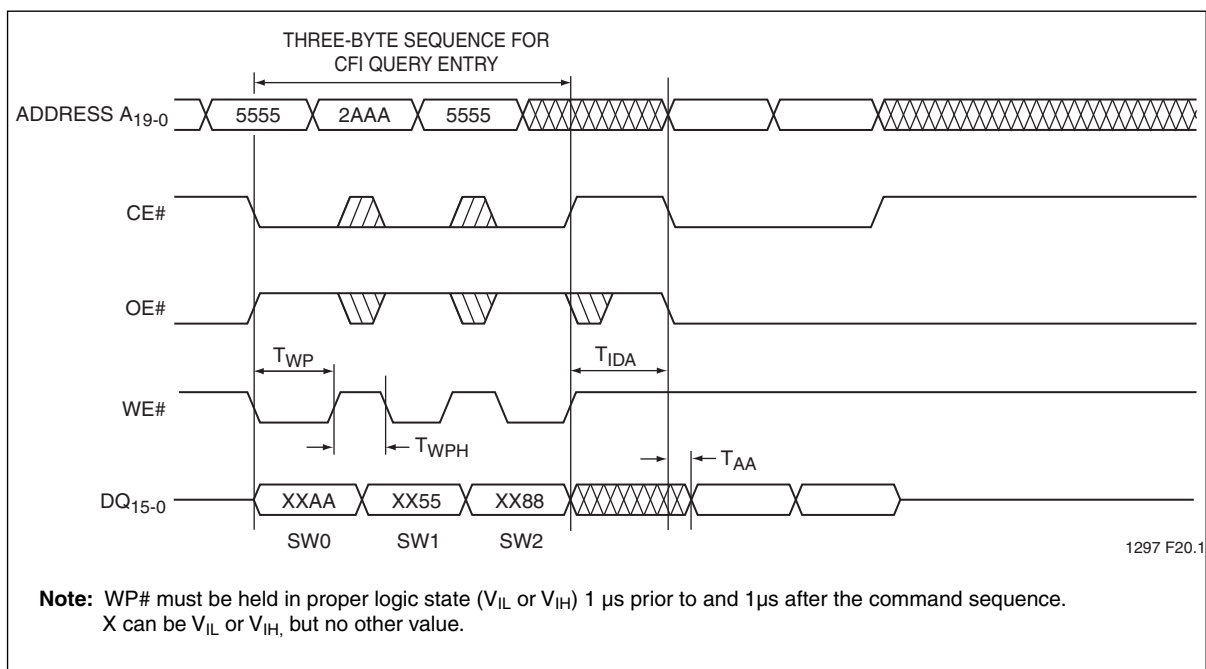 THREE-BYTE SEQUENCE FOR
CFI QUERY ENTRY
ADDRESS A19-0
5555 2AAA 5555
CE#
OE#
TWP TIDA
WE#
TWPH
TAA
DQ15-0
XXAA XX55 XX88
SW0 SW1 SW2
1297 F20.1
Note: WP# must be held in proper logic state (VIL or VIH) 1 µs prior to and 1µs after the command sequence.
X can be VIL or VIH, but no other value.